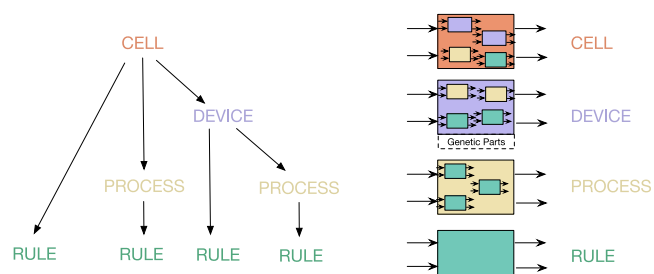 CELL
DEVICE
PROCESS
PROCESS
RULE
RULE
RULE
RULE
CELL
DEVICE
Genetic Parts
PROCESS
RULE